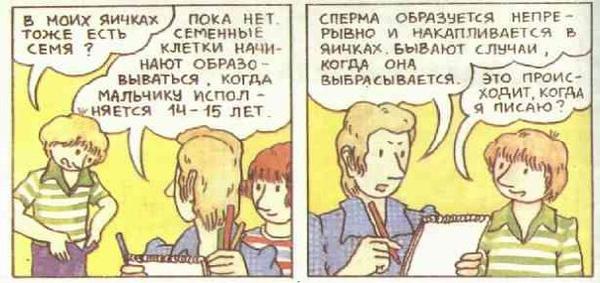 В МОИХ ЯИЧКАХ
ТОЖЕ ЕСТЬ
СЕМЯ?
ПОКА НЕТ.
СЕМЕННЫЕ
КЛЕТКИ НАЧИ-
НАЮТ ОБРАЗО-
ВЫВАТЬСЯ, КОГДА
МАЛЬЧИКУ ИСПОЛ-
НЯЕТСЯ 14-15 ЛЕТ.
СПЕРМА ОБРАЗУЕТСЯ НЕПРЕ-
РЫВНО И НАКАПЛИВАЕТСЯ В
ЯИЧКАХ. БЫВАЮТ СЛУЧАИ,
КОГДА ОНА
ВЫБРАСЫВАЕТСЯ.
ЭТО ПРОИС-
ХОДИТ, КОГДА
Я ПИСАЮ?